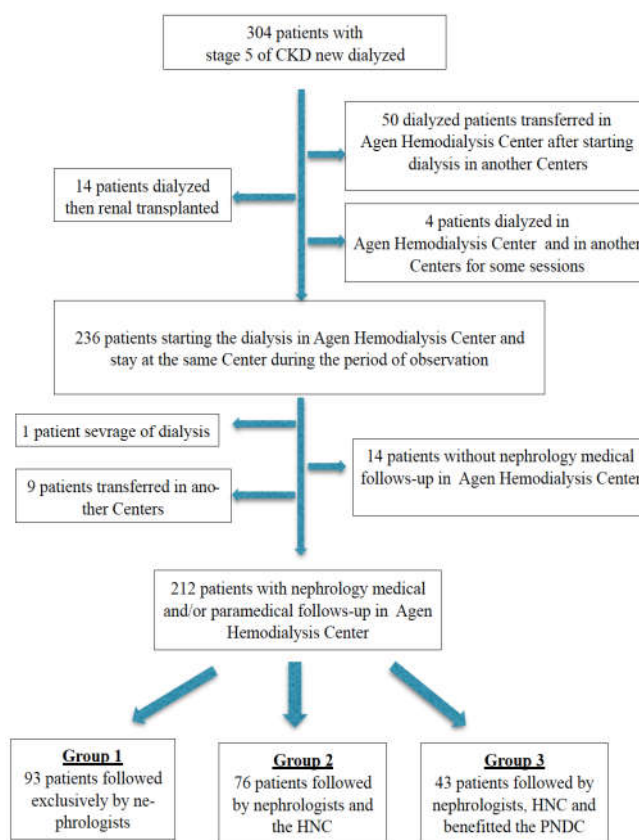 304 patients with
stage 5 of CKD new dialyzed
50 dialyzed patients transferred in
Agen Hemodialysis Center after starting
dialysis in another Centers
14 patients dialyzed
then renal transplanted
4 patients dialyzed in
Agen Hemodialysis Center and in another
Centers for some sessions
236 patients starting the dialysis in Agen Hemodialysis Center and
stay at the same Center during the period of observation
1 patient sevrage of dialysis
14 patients without nephrology medical
follows-up in Agen Hemodialysis Center
9 patients transferred in ano-
ther Centers
212 patients with nephrology medical
and/or paramedical follows-up in Agen
Hemodialysis Center
Group 1
93 patients followed
exclusively by ne-
phrologists
Group 2
76 patients followed
by nephrologists and
the HNC
Group 3
43 patients followed by
nephrologists, HNC and
benefitted the PNDC